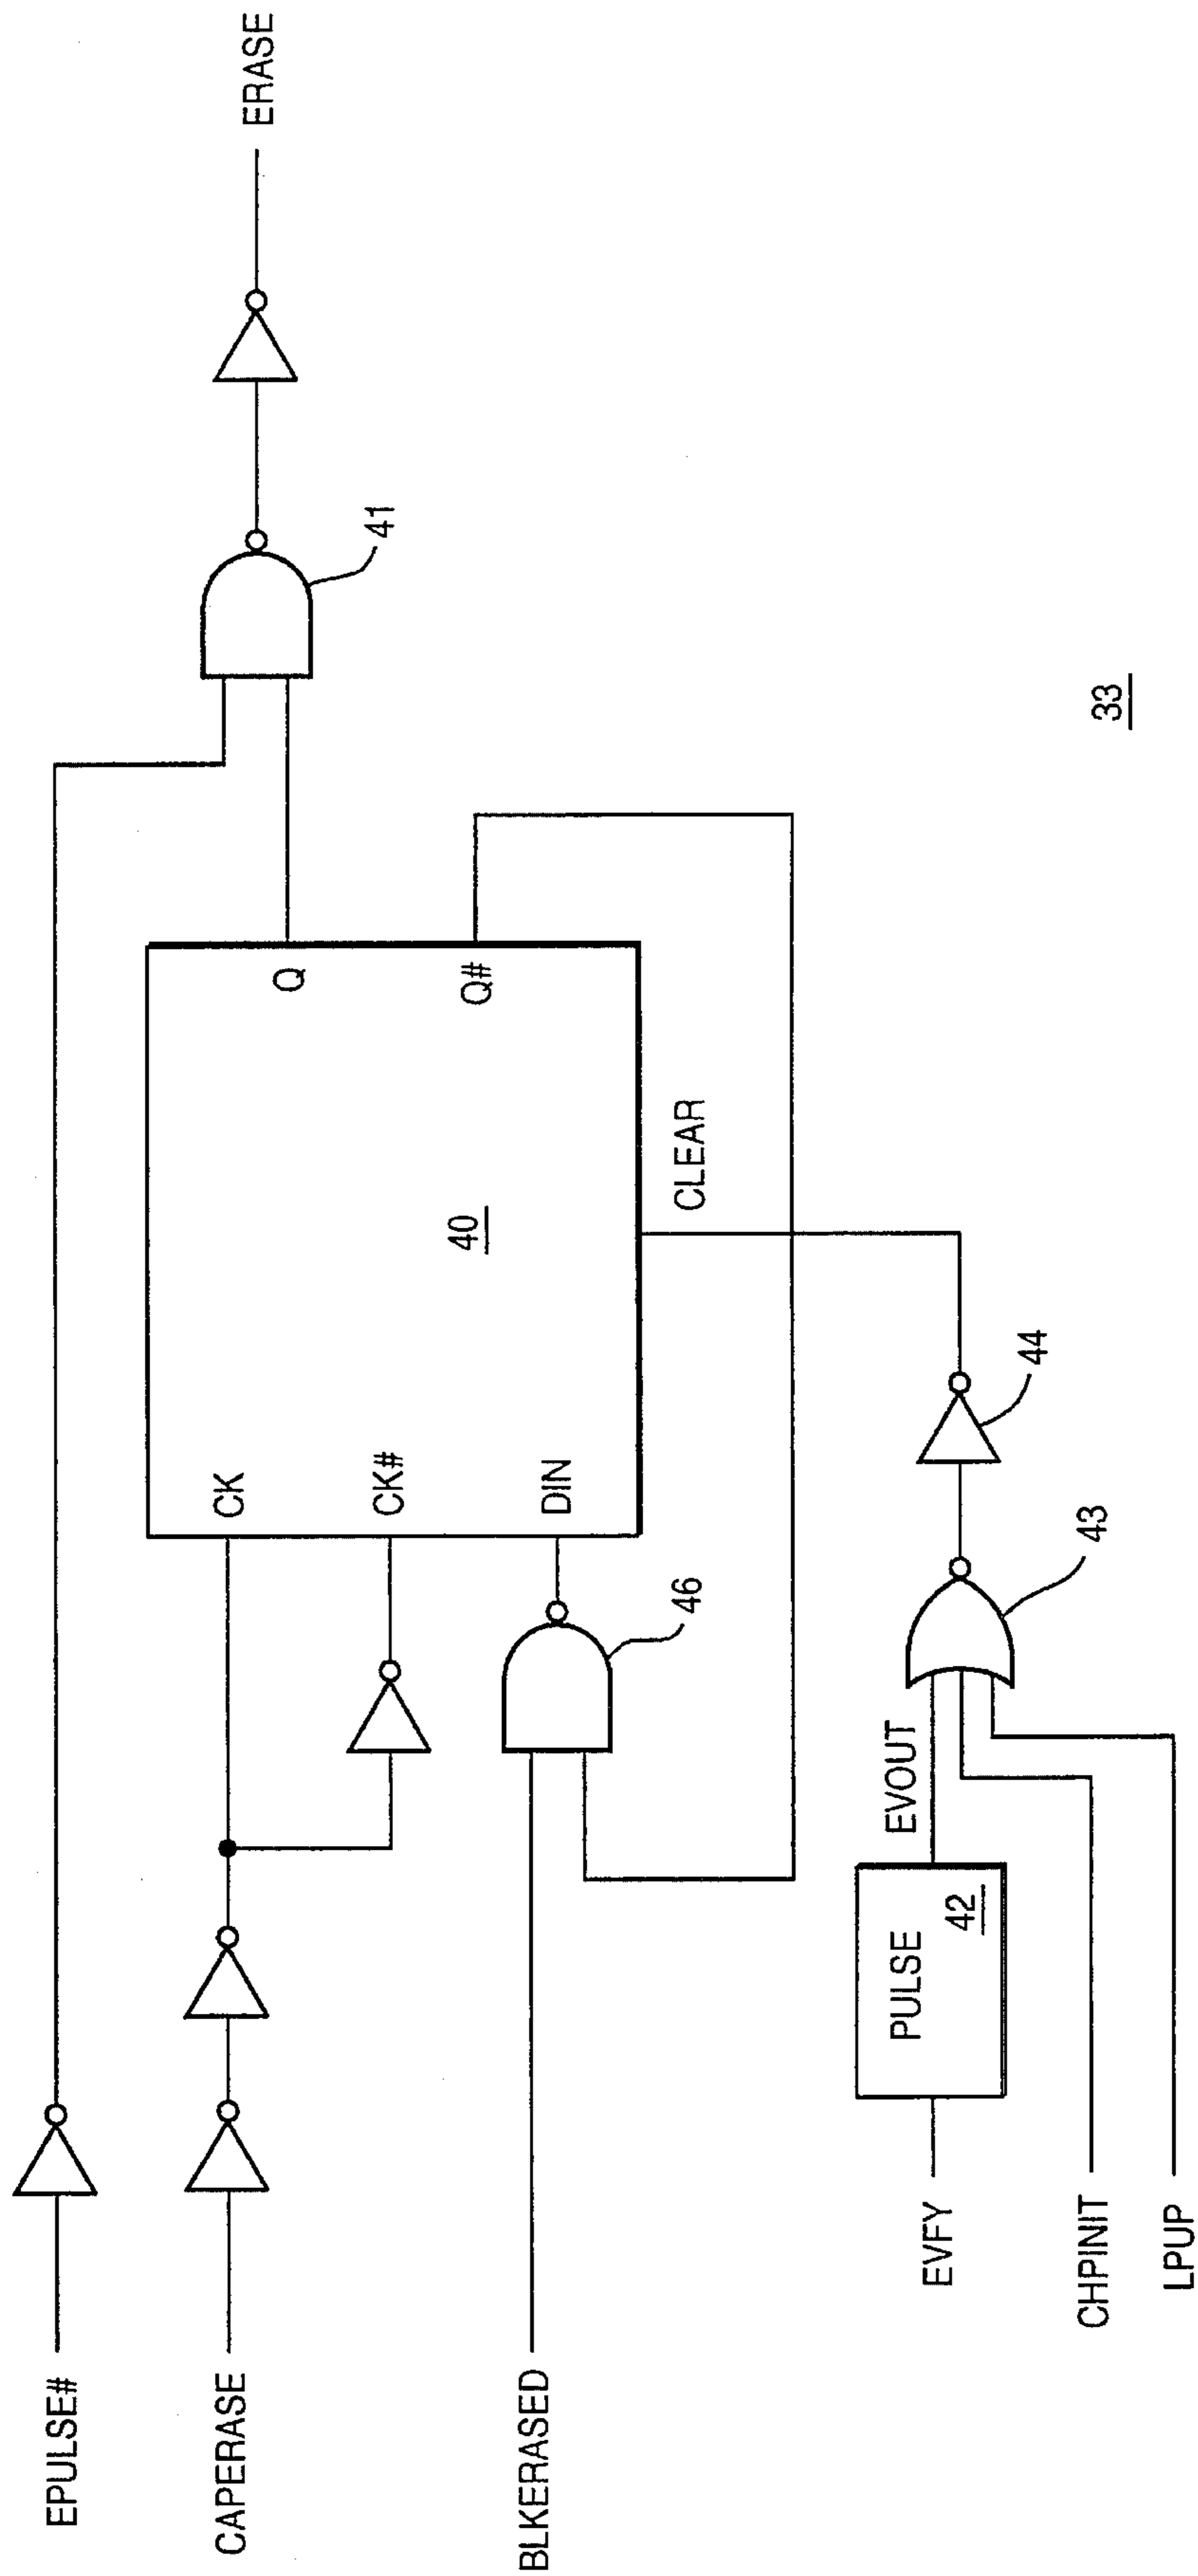 EPULSE#
CAPERASE
BLKERASED
EVFY
CHPINIT
LPUP
PULSE
42
EVOUT
43
44
46
CK
CK#
DIN
40
CLEAR
Q
Q#
41
ERASE
33